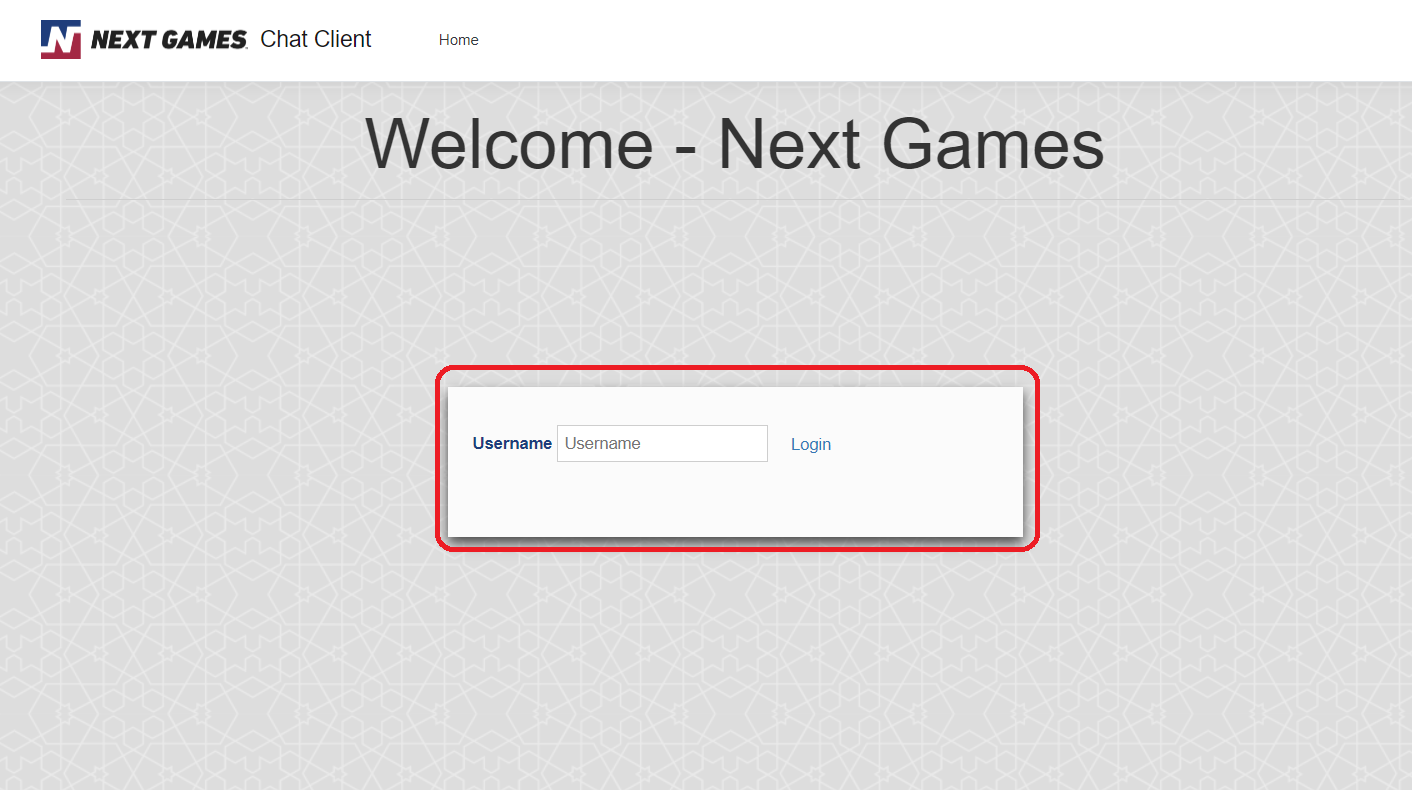 NEXT GAMES Chat Client Home
Welcome - Next Games
Username Username Login